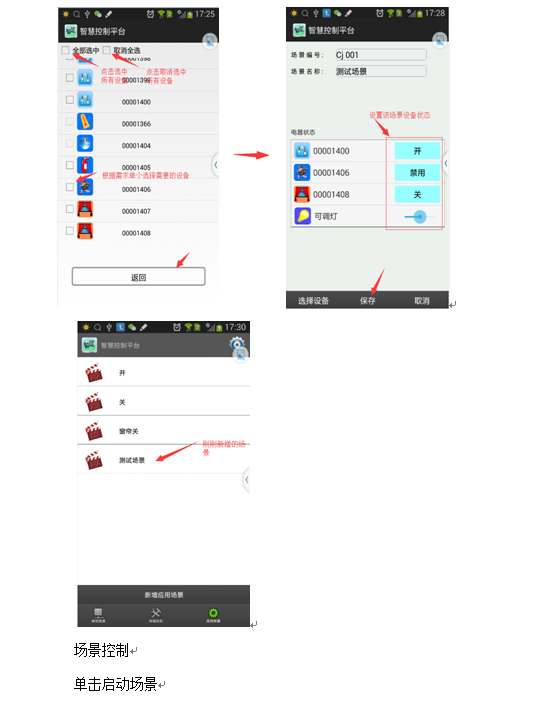 17:25
智慧控制平台
全部选中 取消全选
点击选中所有设备
点击取消选中所有设备
00001398
00001399
00001400
00001366
00001404
00001405
根据需求单个选择需要的设备
00001406
00001407
00001408
返回
17:28
智慧控制平台
场景编号: Cj 001
场景名称: 测试场景
设置该场景设备状态
电器状态
00001400 开
00001406 禁用
00001408 关
可调灯
选择设备 保存 取消
17:30
智慧控制平台
开
关
窗帘关
测试场景
刚刚新增的场景
新增应用场景
场景控制
单击启动场景